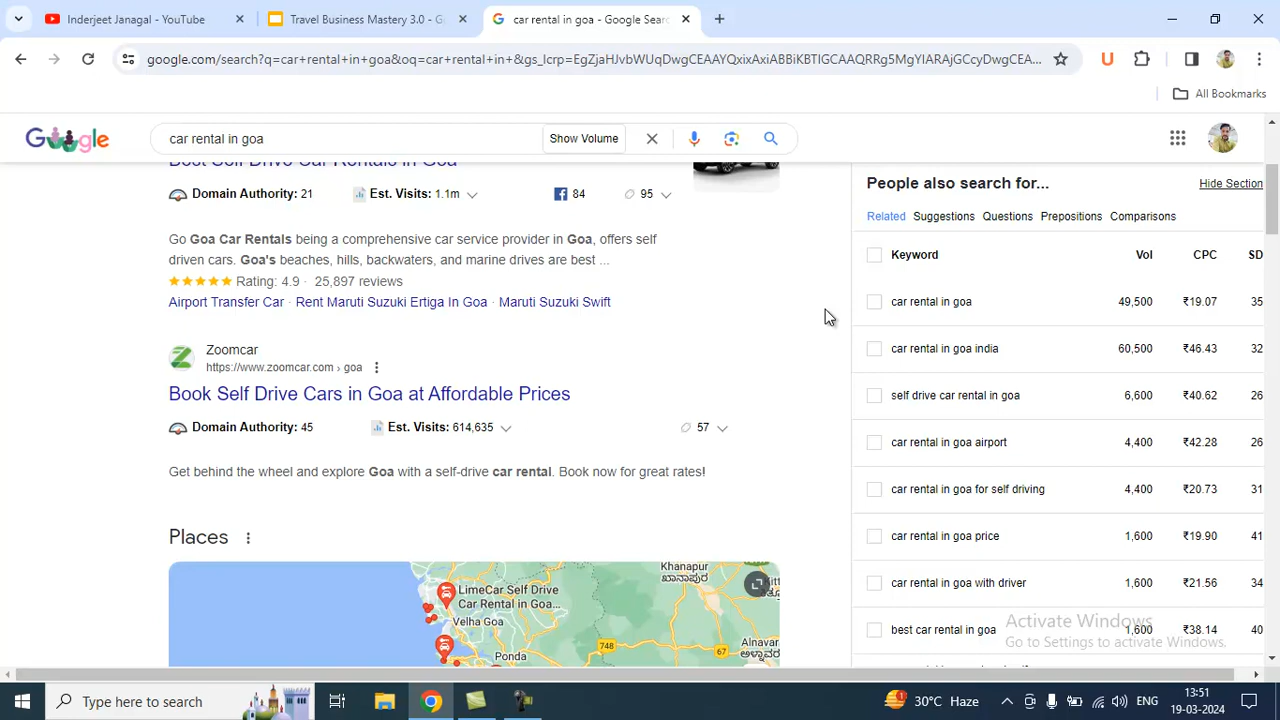 Inderjeet Janagal - YouTube
Travel Business Mastery 3.0 - G
car rental in goa - Google Sear
google.com/search?q=car+rental+in+goa&oq=car+rental+in+&gs_lcrp=EgZjaHJvbWUqDwgCEAAYQxixAxiABBiKBTIGCAAQRRg5MgYIARAjGCcyDwgCEA...
All Bookmarks
Google
car rental in goa
Show Volume
Best Self Drive Car Rentals in Goa
Domain Authority: 21
Est. Visits: 1.1m
84
95
Go Goa Car Rentals being a comprehensive car service provider in Goa, offers self
driven cars. Goa's beaches, hills, backwaters, and marine drives are best ...
Rating: 4.9 · 25,897 reviews
Airport Transfer Car · Rent Maruti Suzuki Ertiga In Goa · Maruti Suzuki Swift
Zoomcar
https://www.zoomcar.com › goa
Book Self Drive Cars in Goa at Affordable Prices
Domain Authority: 45
Est. Visits: 614,635
57
Get behind the wheel and explore Goa with a self-drive car rental. Book now for great rates!
Places
LimeCar Self Drive
Car Rental in Goa...
Velha Goa
Ponda
Khanapur
ಖಾನಾಪುರ
748
67
Alnavar
ಅಳ್ನಾವರ
People also search for...
Hide Section
Related Suggestions Questions Prepositions Comparisons
Keyword Vol CPC SD
car rental in goa 49,500 ₹19.07 35
car rental in goa india 60,500 ₹46.43 32
self drive car rental in goa 6,600 ₹40.62 26
car rental in goa airport 4,400 ₹42.28 26
car rental in goa for self driving 4,400 ₹20.73 31
car rental in goa price 1,600 ₹19.90 41
car rental in goa with driver 1,600 ₹21.56 34
best car rental in goa 1,600 ₹38.14 40
Activate Windows
Go to Settings to activate Windows.
Type here to search
30°C Haze
ENG
13:51
19-03-2024